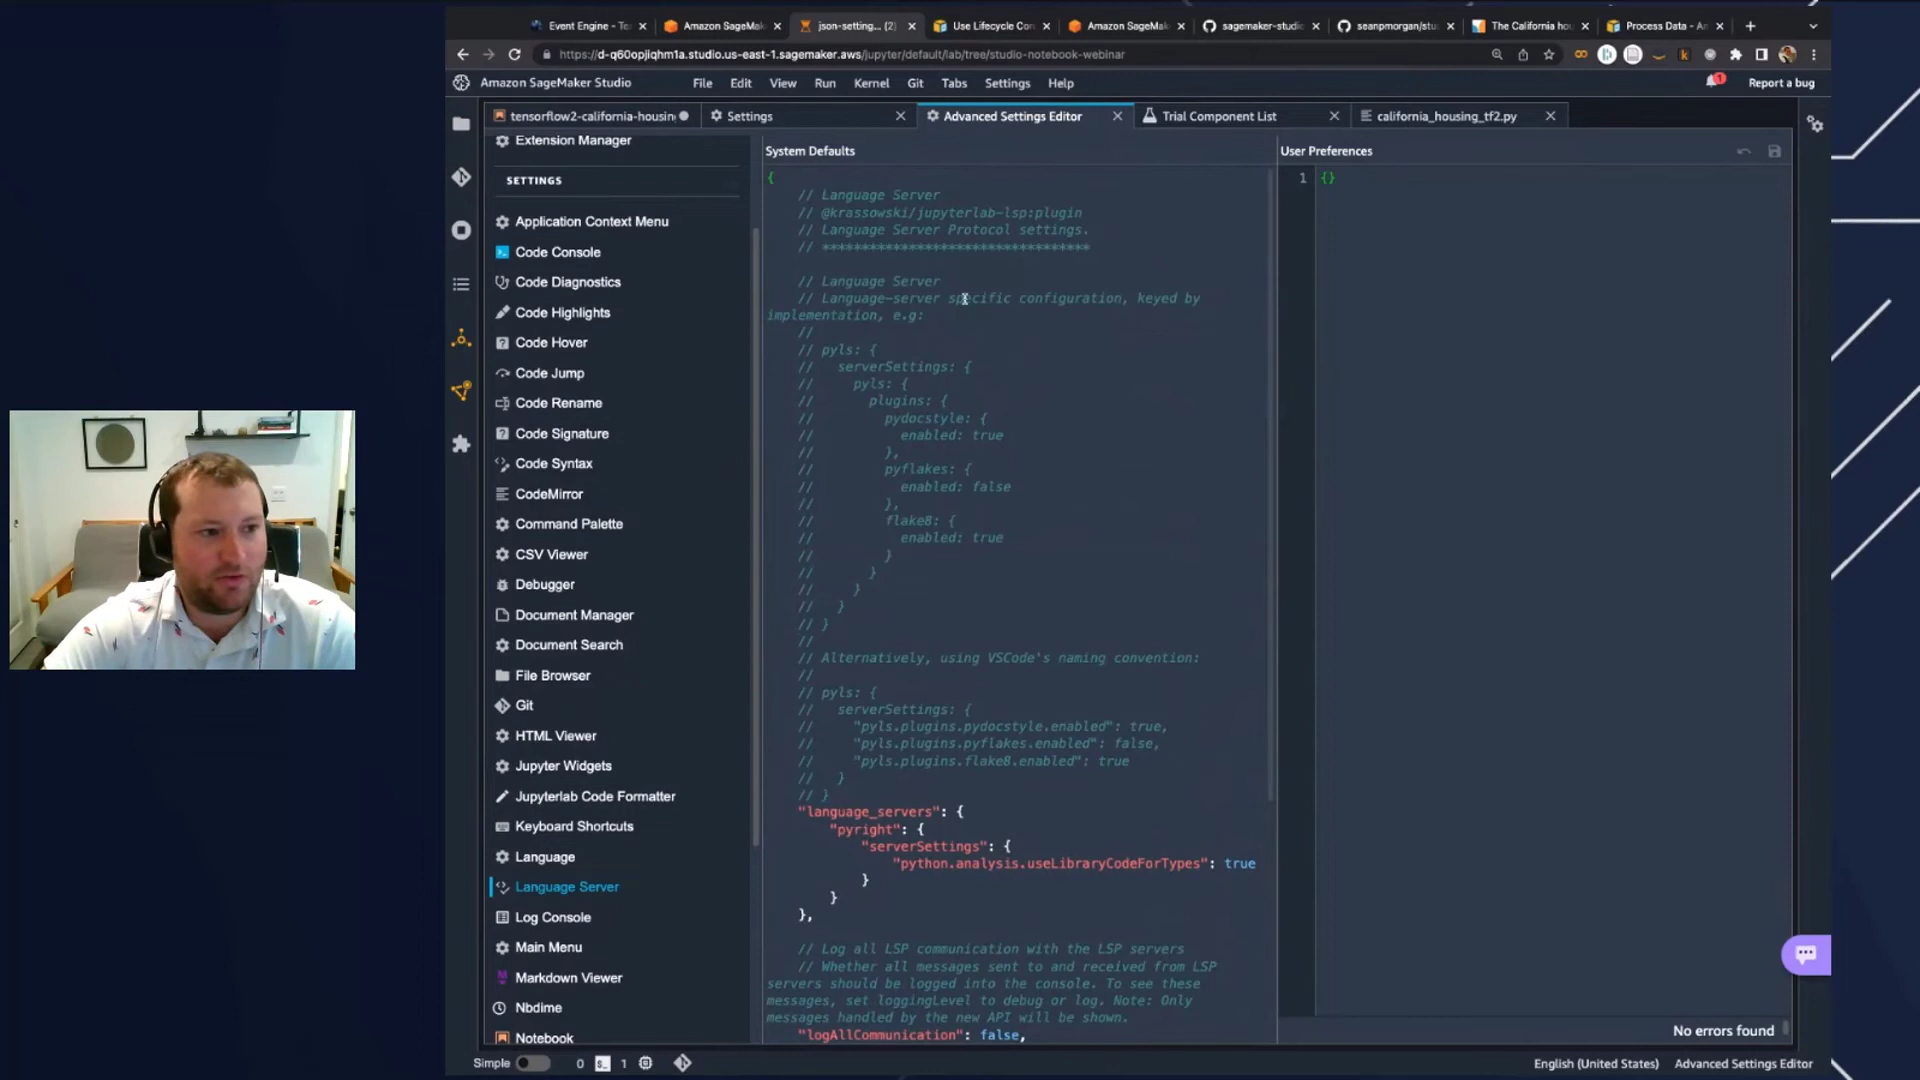 Event Engine - Te
Amazon SageMak
json-setting... (2)
Use Lifecycle Con
Amazon SageMak
sagemaker-studio
seanpmorgan/stu
The California ho
Process Data - An
https://d-q60opjiqhm1a.studio.us-east-1.sagemaker.aws/jupyter/default/lab/tree/studio-notebook-webinar
Amazon SageMaker Studio
File
Edit
View
Run
Kernel
Git
Tabs
Settings
Help
1
Report a bug
tensorflow2-california-housin
Settings
Advanced Settings Editor
Trial Component List
california_housing_tf2.py
Extension Manager
SETTINGS
Application Context Menu
Code Console
Code Diagnostics
Code Highlights
Code Hover
Code Jump
Code Rename
Code Signature
Code Syntax
CodeMirror
Command Palette
CSV Viewer
Debugger
Document Manager
Document Search
File Browser
Git
HTML Viewer
Jupyter Widgets
Jupyterlab Code Formatter
Keyboard Shortcuts
Language
Language Server
Log Console
Main Menu
Markdown Viewer
Nbdime
Notebook
System Defaults
{
// Language Server
// @krassowski/jupyterlab-lsp:plugin
// Language Server Protocol settings.
// **********************************
// Language Server
// Language-server specific configuration, keyed by
implementation, e.g:
//
// pyls: {
//   serverSettings: {
//     pyls: {
//       plugins: {
//         pydocstyle: {
//           enabled: true
//         },
//         pyflakes: {
//           enabled: false
//         },
//         flake8: {
//           enabled: true
//         }
//       }
//     }
//   }
// }
//
// Alternatively, using VSCode's naming convention:
//
// pyls: {
//   serverSettings: {
//     "pyls.plugins.pydocstyle.enabled": true,
//     "pyls.plugins.pyflakes.enabled": false,
//     "pyls.plugins.flake8.enabled": true
//   }
// }
"language_servers": {
"pyright": {
"serverSettings": {
"python.analysis.useLibraryCodeForTypes": true
}
}
},
// Log all LSP communication with the LSP servers
// Whether all messages sent to and received from LSP
servers should be logged into the console. To see these
messages, set loggingLevel to debug or log. Note: Only
messages handled by the new API will be shown.
"logAllCommunication": false,
User Preferences
1 {}
No errors found
Simple
0
1
English (United States)
Advanced Settings Editor